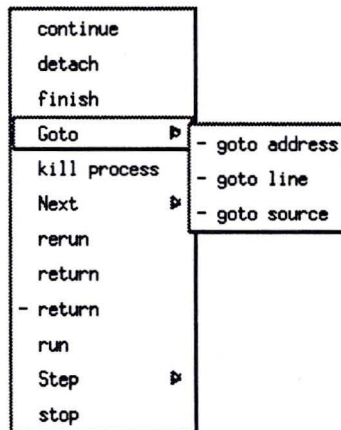 continue
detach
finish
Goto
kill process
Next
rerun
return
- return
run
Step
stop
- goto address
- goto line
- goto source